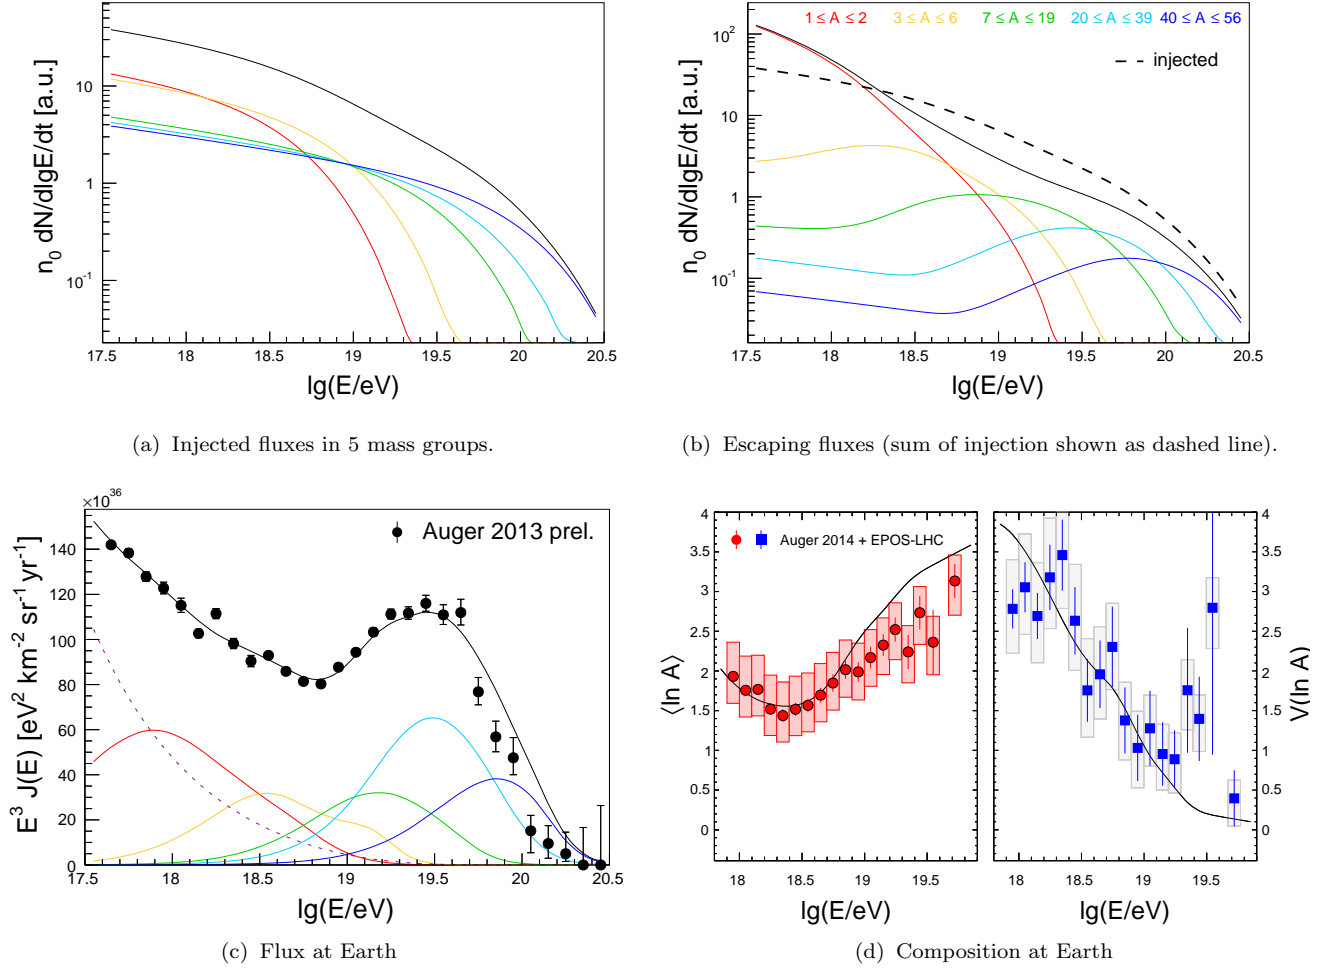 n₀ dN/dlgE/dt [a.u.]
10
1
10⁻¹
17.5 18 18.5 19 19.5 20 20.5
lg(E/eV)
(a) Injected fluxes in 5 mass groups.
1 ≤ A ≤ 2 3 ≤ A ≤ 6 7 ≤ A ≤ 19 20 ≤ A ≤ 39 40 ≤ A ≤ 56
injected
n₀ dN/dlgE/dt [a.u.]
10²
10
1
10⁻¹
17.5 18 18.5 19 19.5 20 20.5
lg(E/eV)
(b) Escaping fluxes (sum of injection shown as dashed line).
×10³⁶
Auger 2013 prel.
E³ J(E) [eV² km⁻² sr⁻¹ yr⁻¹]
140
120
100
80
60
40
20
0
17.5 18 18.5 19 19.5 20 20.5
lg(E/eV)
(c) Flux at Earth
Auger 2014 + EPOS-LHC
⟨ln A⟩
4
3.5
3
2.5
2
1.5
1
0.5
0
18 18.5 19 19.5
lg(E/eV)
4
3.5
3
2.5
2
1.5
1
0.5
0
V(ln A)
18 18.5 19 19.5
lg(E/eV)
(d) Composition at Earth